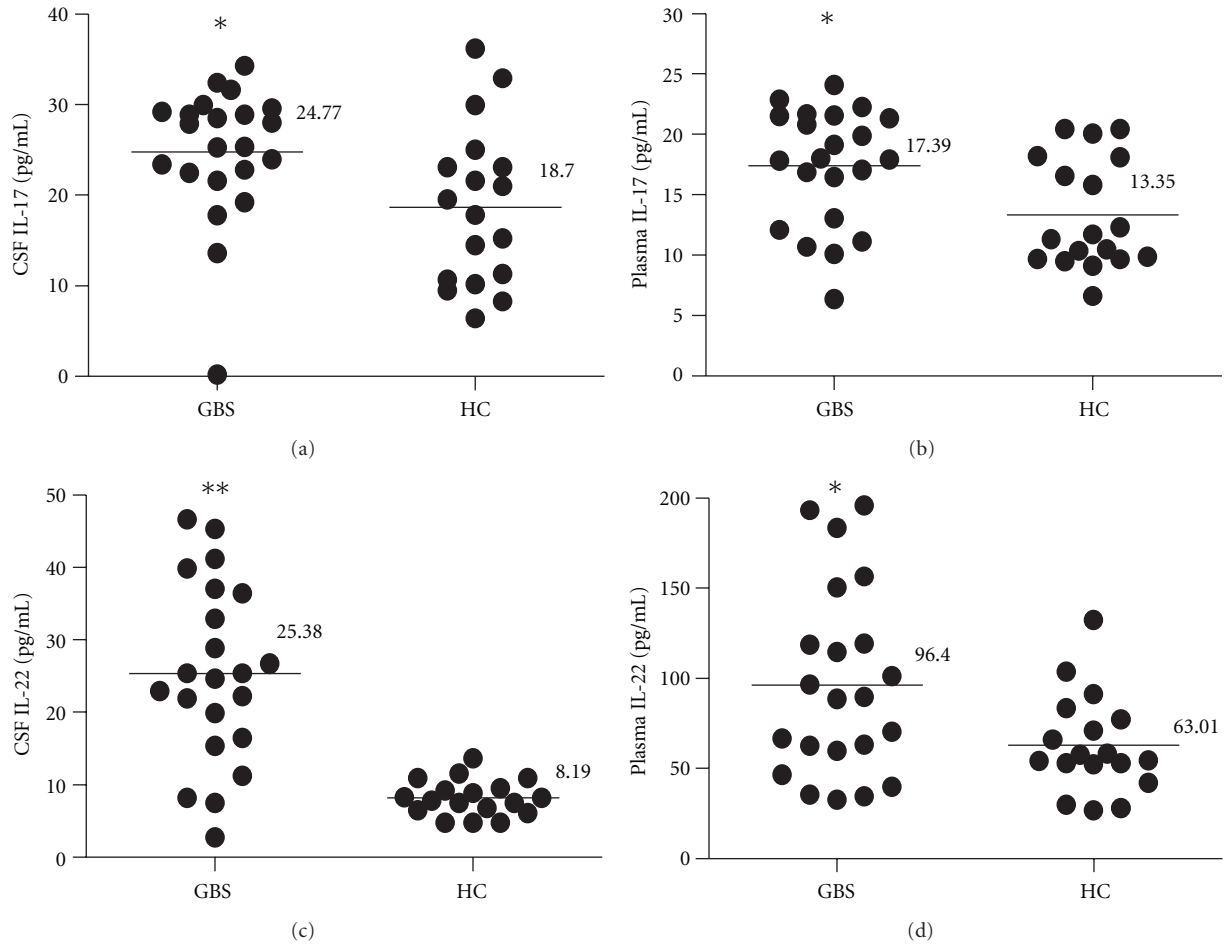 40
30
20
10
0
CSF IL-17 (pg/mL)
*
24.77
18.7
GBS
HC
(a)
30
25
20
15
10
5
0
Plasma IL-17 (pg/mL)
*
17.39
13.35
GBS
HC
(b)
50
40
30
20
10
0
CSF IL-22 (pg/mL)
**
25.38
8.19
GBS
HC
(c)
200
150
100
50
0
Plasma IL-22 (pg/mL)
*
96.4
63.01
GBS
HC
(d)